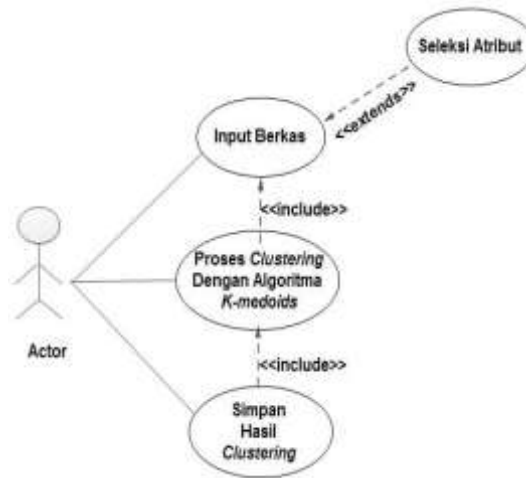 Seleksi Atribut
<<extends>>
Input Berkas
<<include>>
Proses Clustering
Dengan Algoritma
K-medoids
Actor
<<include>>
Simpan
Hasil
Clustering